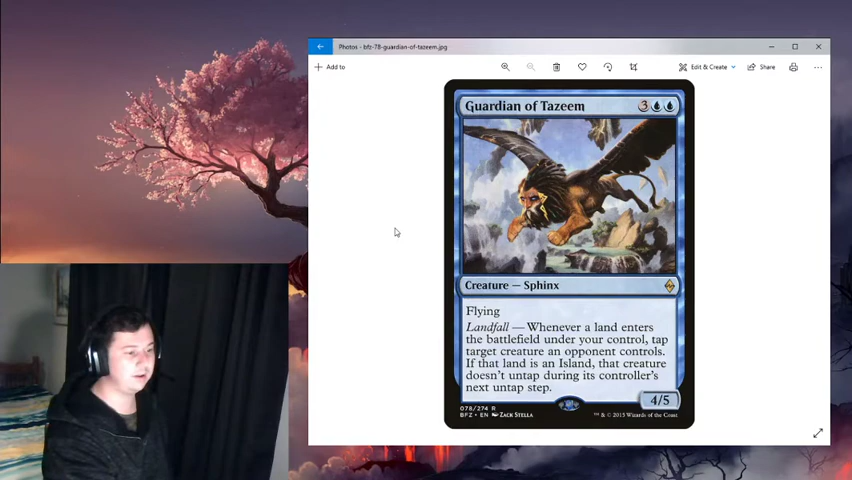 Photos - bfz-78-guardian-of-tazeem.jpg
Add to
Edit & Create
Share
Guardian of Tazeem 3
Creature — Sphinx
Flying
Landfall — Whenever a land enters
the battlefield under your control, tap
target creature an opponent controls.
If that land is an Island, that creature
doesn't untap during its controller's
next untap step.
4/5
078/274 R
BFZ • EN ZACK STELLA
™ & © 2015 Wizards of the Coast